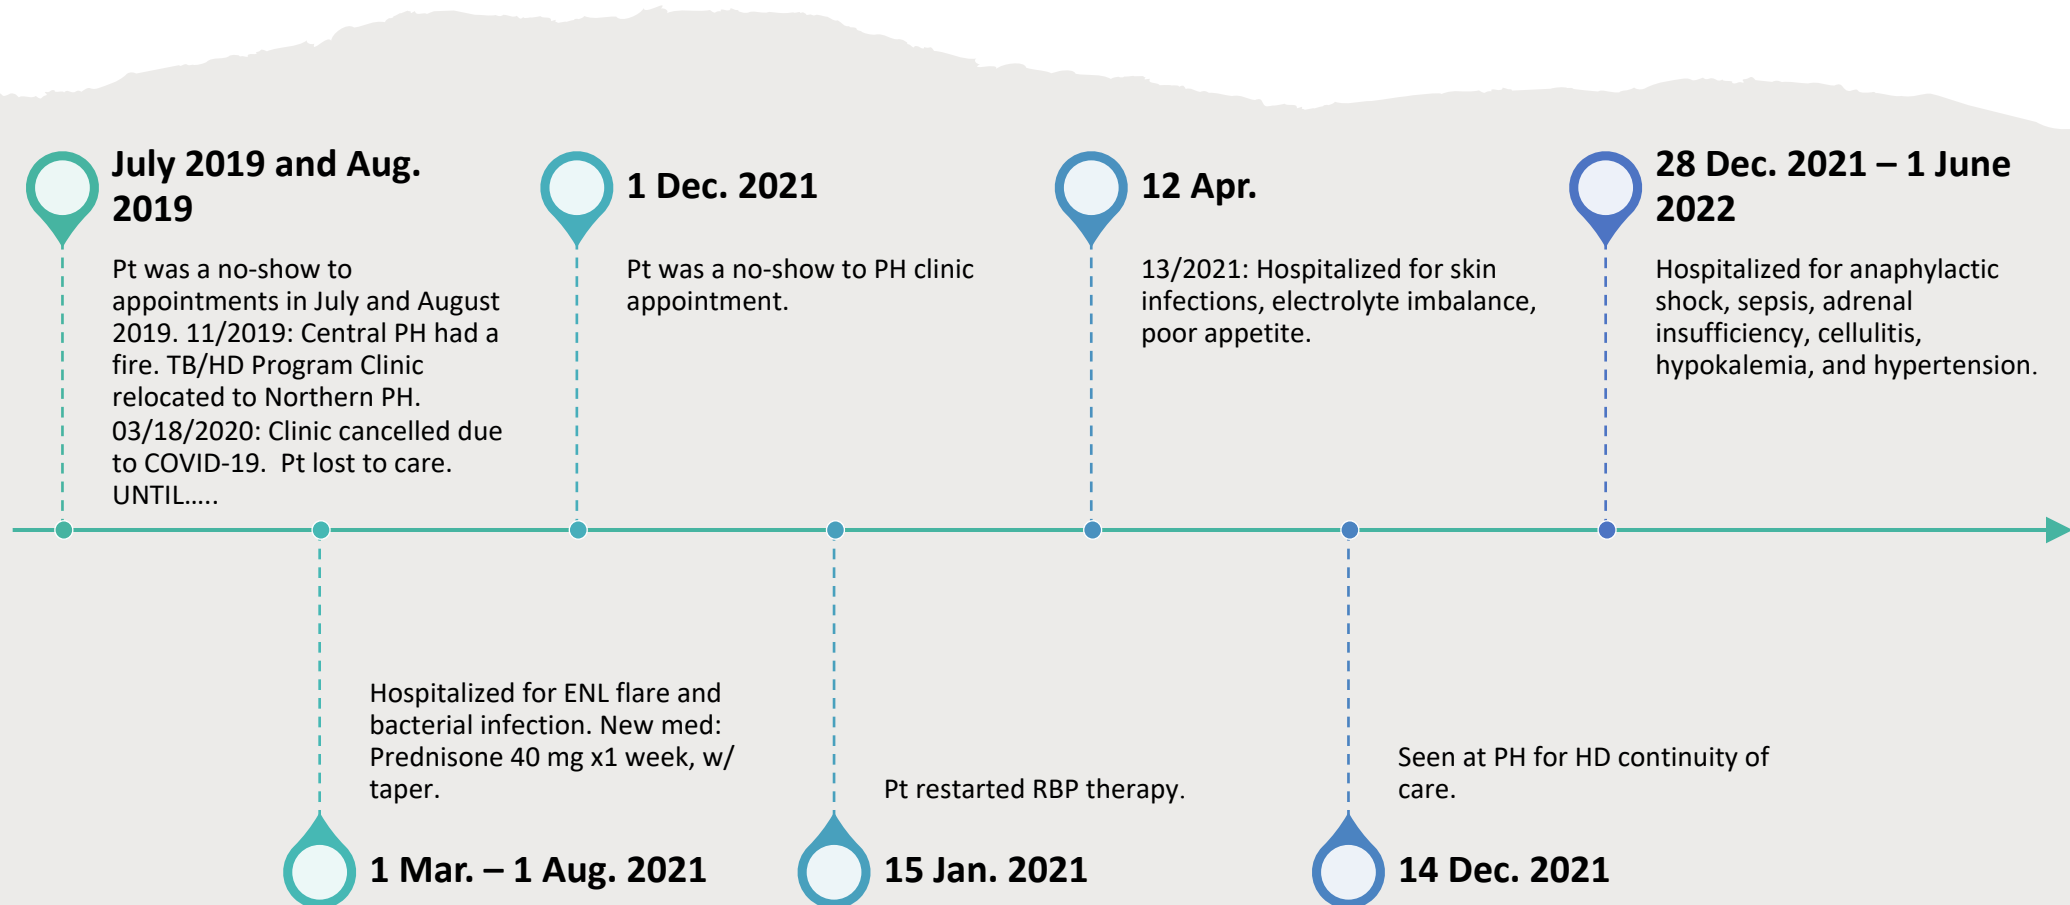 July 2019 and Aug.
2019
Pt was a no-show to
appointments in July and August
2019. 11/2019: Central PH had a
fire. TB/HD Program Clinic
relocated to Northern PH.
03/18/2020: Clinic cancelled due
to COVID-19.  Pt lost to care.
UNTIL…..
Hospitalized for ENL flare and
bacterial infection. New med:
Prednisone 40 mg x1 week, w/
taper.
1 Mar. – 1 Aug. 2021
1 Dec. 2021
Pt was a no-show to PH clinic
appointment.
Pt restarted RBP therapy.
15 Jan. 2021
12 Apr.
13/2021: Hospitalized for skin
infections, electrolyte imbalance,
poor appetite.
Seen at PH for HD continuity of
care.
14 Dec. 2021
28 Dec. 2021 – 1 June
2022
Hospitalized for anaphylactic
shock, sepsis, adrenal
insufficiency, cellulitis,
hypokalemia, and hypertension.